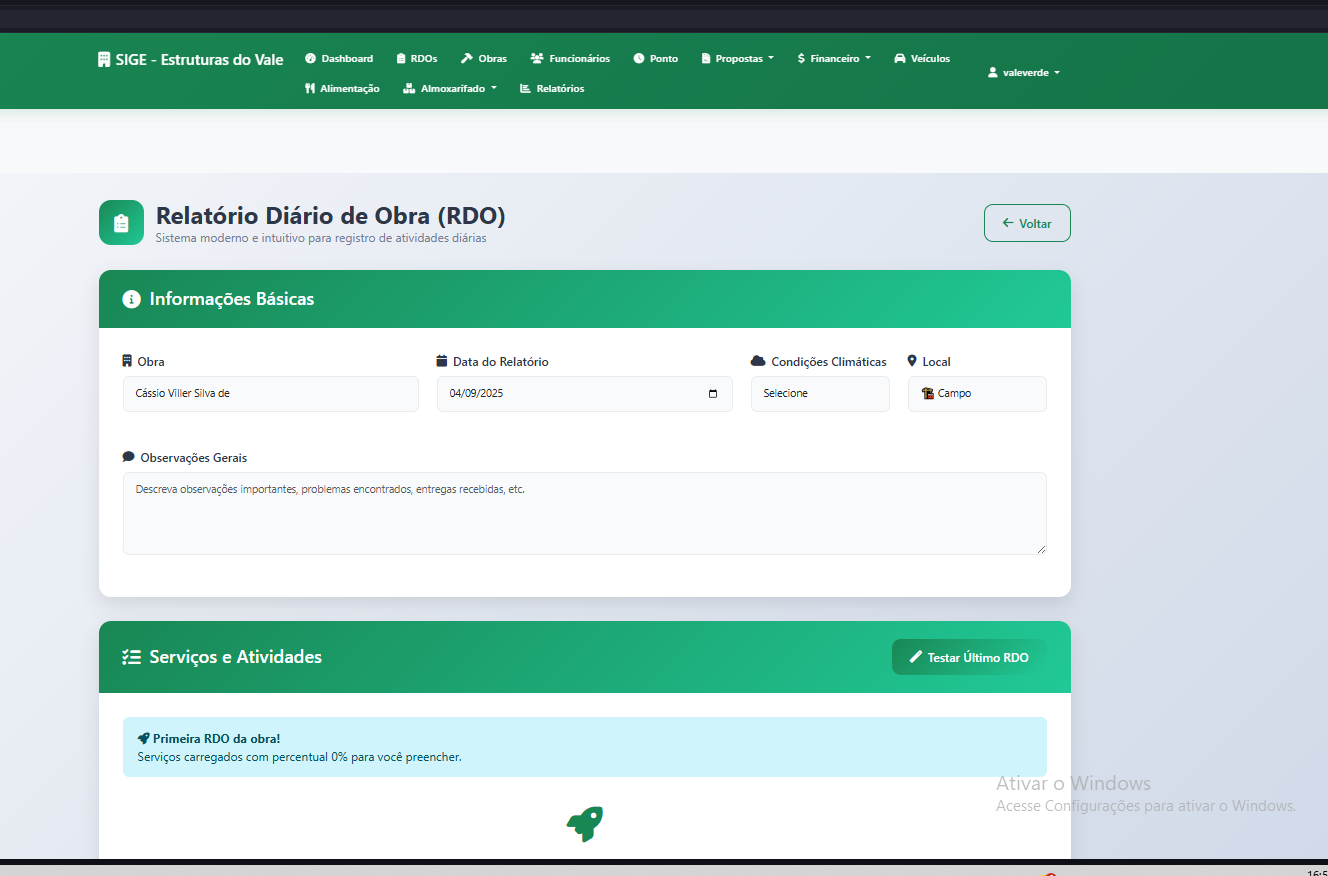 SIGE - Estruturas do Vale
Dashboard RDOs Obras Funcionários Ponto Propostas Financeiro Veículos
valeverde
Alimentação Almoxarifado Relatórios
Relatório Diário de Obra (RDO)
Sistema moderno e intuitivo para registro de atividades diárias
Voltar
Informações Básicas
Obra Data do Relatório Condições Climáticas Local
Cássio Viller Silva de 04/09/2025 Selecione Campo
Observações Gerais
Descreva observações importantes, problemas encontrados, entregas recebidas, etc.
Serviços e Atividades
Testar Último RDO
Primeira RDO da obra!
Serviços carregados com percentual 0% para você preencher.
Ativar o Windows
Acesse Configurações para ativar o Windows.